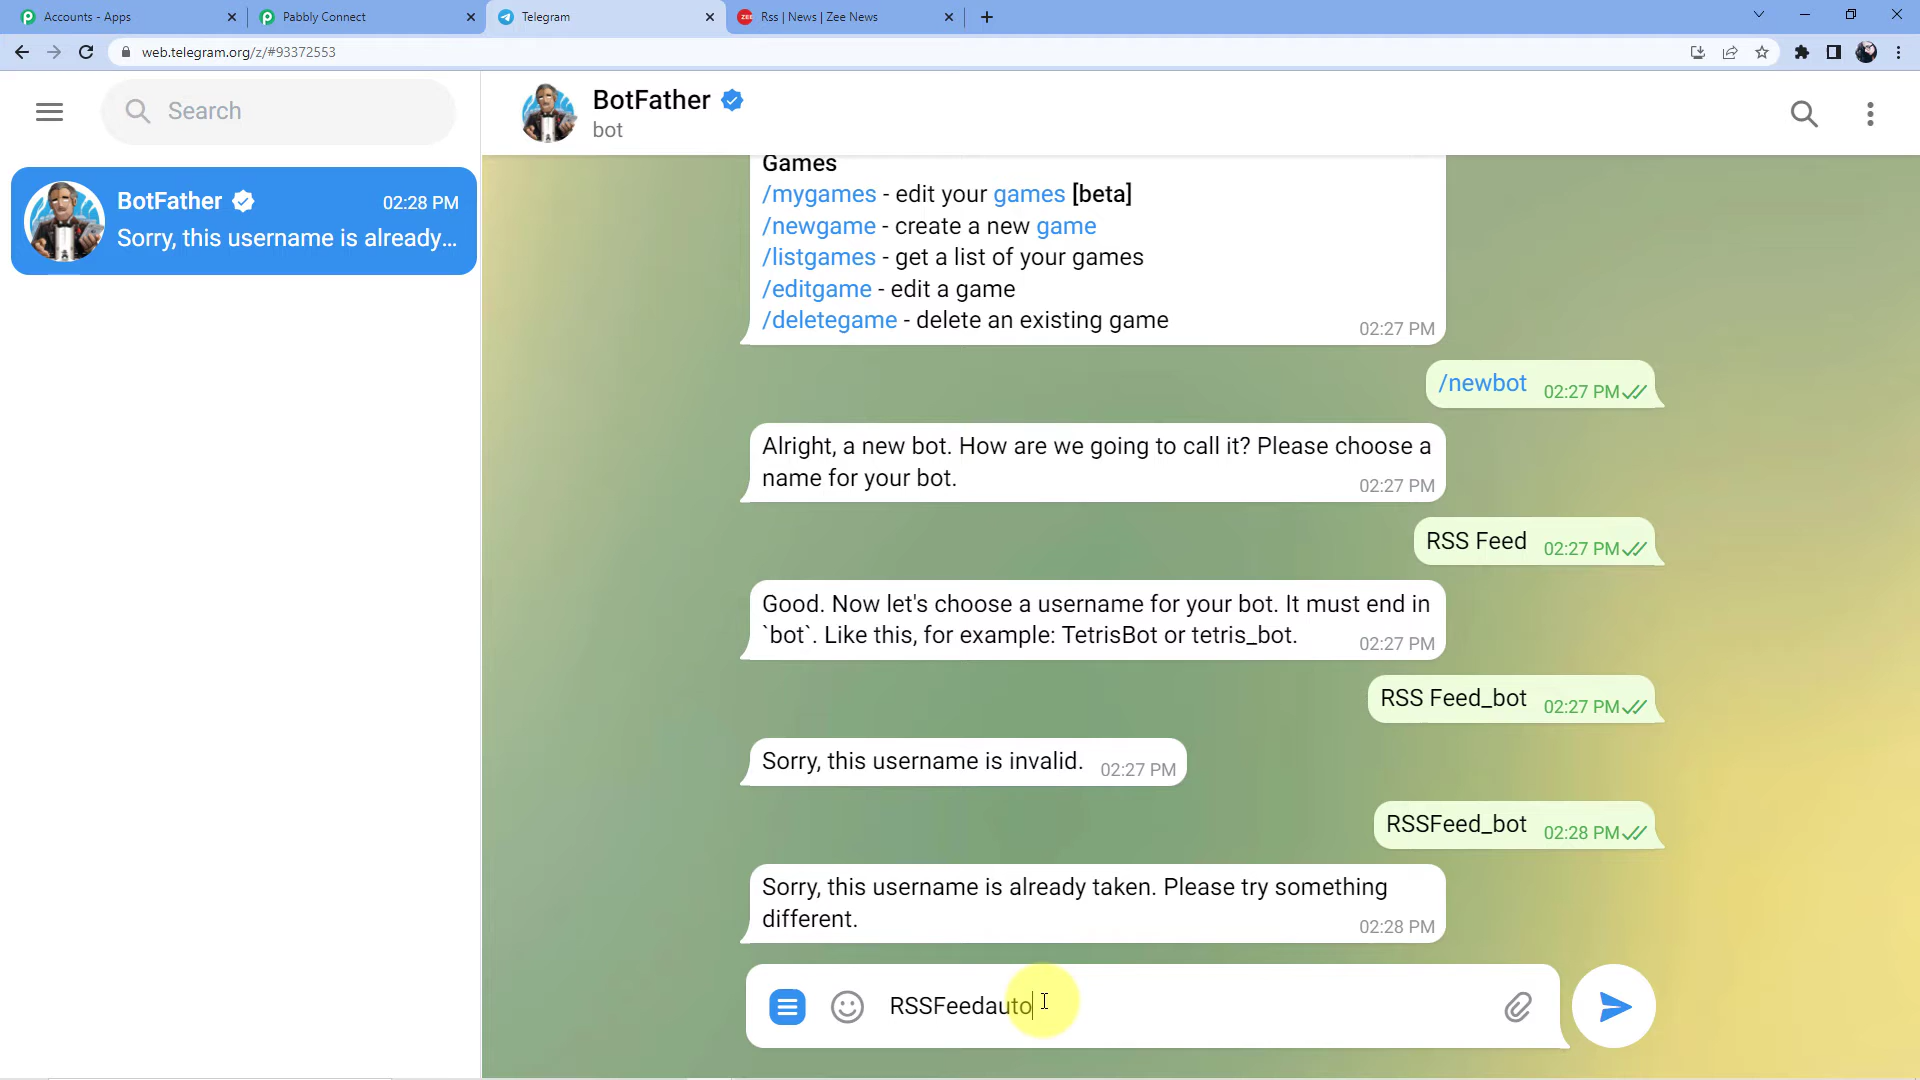 Accounts - Apps
Pabbly Connect
Telegram
Rss | News | Zee News
web.telegram.org/z/#93372553
Search
BotFather
bot
BotFather
02:28 PM
Sorry, this username is already...
Games
/mygames - edit your games [beta]
/newgame - create a new game
/listgames - get a list of your games
/editgame - edit a game
/deletegame - delete an existing game
02:27 PM
/newbot
02:27 PM
Alright, a new bot. How are we going to call it? Please choose a
name for your bot.
02:27 PM
RSS Feed
02:27 PM
Good. Now let's choose a username for your bot. It must end in
`bot`. Like this, for example: TetrisBot or tetris_bot.
02:27 PM
RSS Feed_bot
02:27 PM
Sorry, this username is invalid.
02:27 PM
RSSFeed_bot
02:28 PM
Sorry, this username is already taken. Please try something
different.
02:28 PM
RSSFeedauto